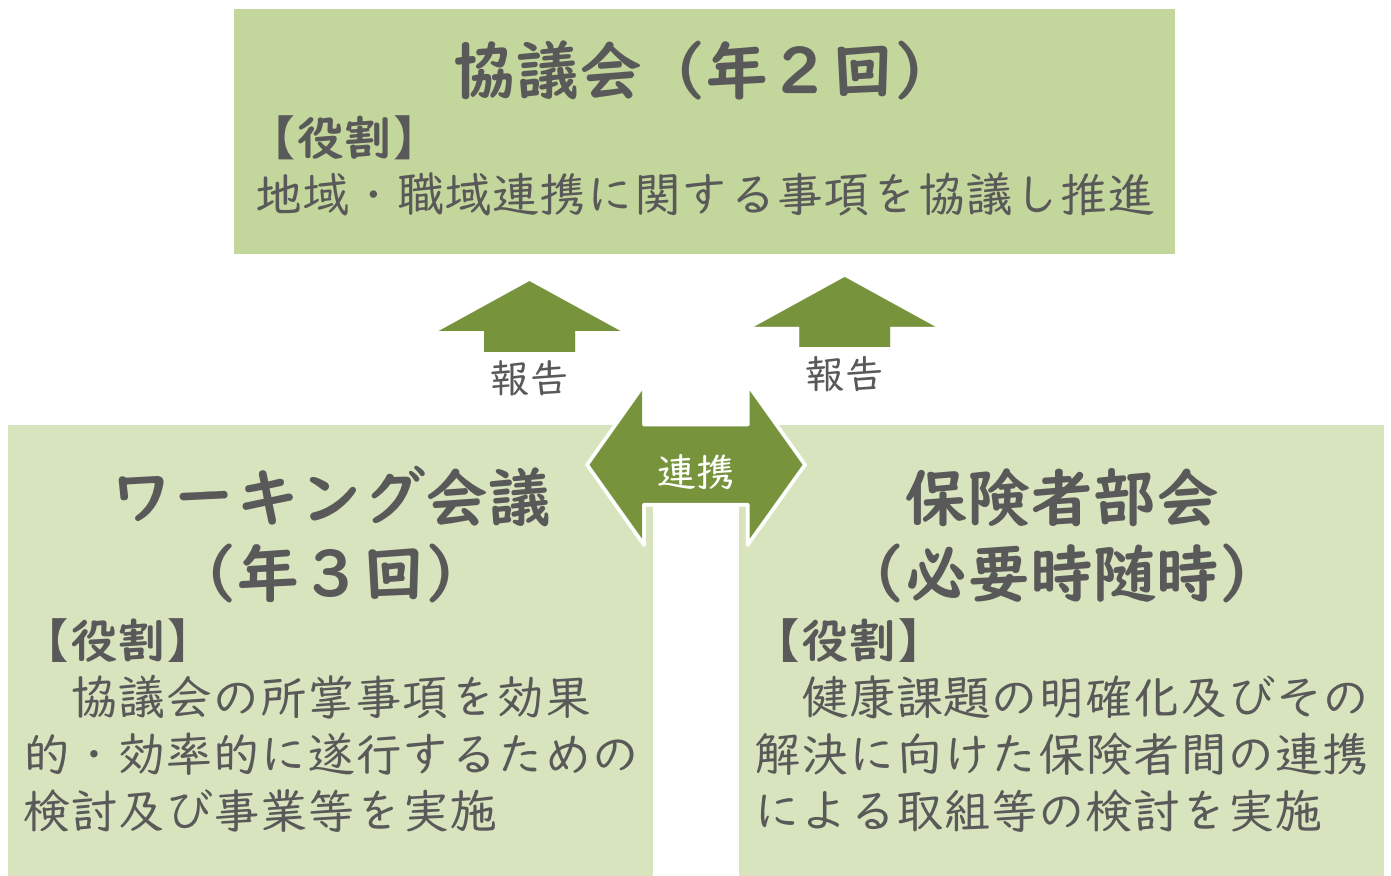 協議会（年２回）
【役割】
地域・職域連携に関する事項を協議し推進
報告
報告
連携
ワーキング会議
（年３回）
【役割】
　協議会の所掌事項を効果
的・効率的に遂行するための
検討及び事業等を実施
保険者部会
（必要時随時）
【役割】
　健康課題の明確化及びその
解決に向けた保険者間の連携
による取組等の検討を実施